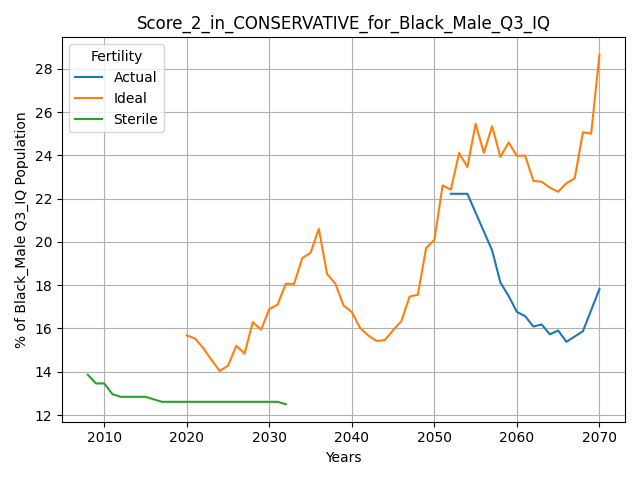 Score_2_in_CONSERVATIVE_for_Black_Male_Q3_IQ
Fertility
Actual
Ideal
Sterile
% of Black_Male Q3_IQ Population
28
26
24
22
20
18
16
14
12
2010
2020
2030
2040
2050
2060
2070
Years